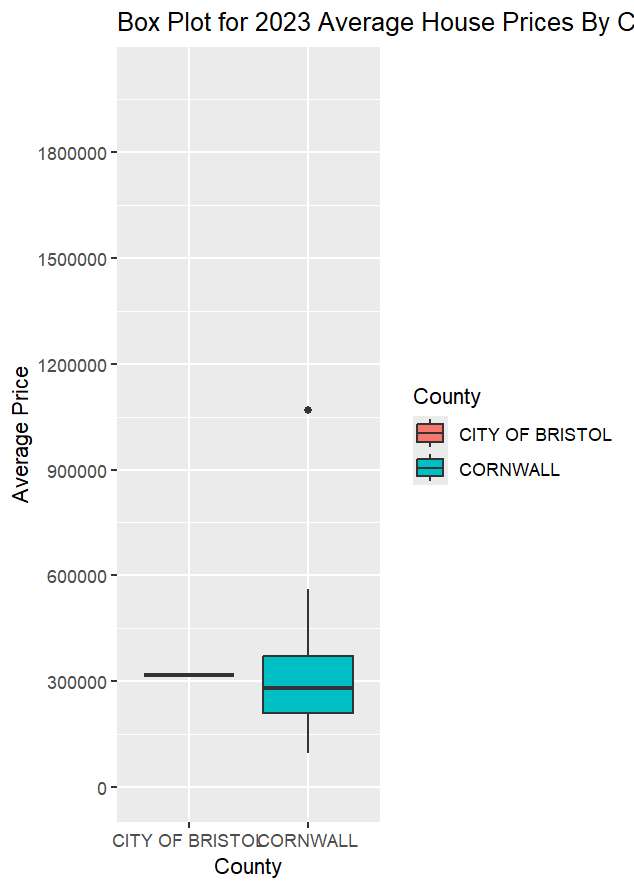 Box Plot for 2023 Average House Prices By C
1800000
1500000
1200000
900000
600000
300000
0
Average Price
CITY OF BRISTOL
CORNWALL
County
County
CITY OF BRISTOL
CORNWALL